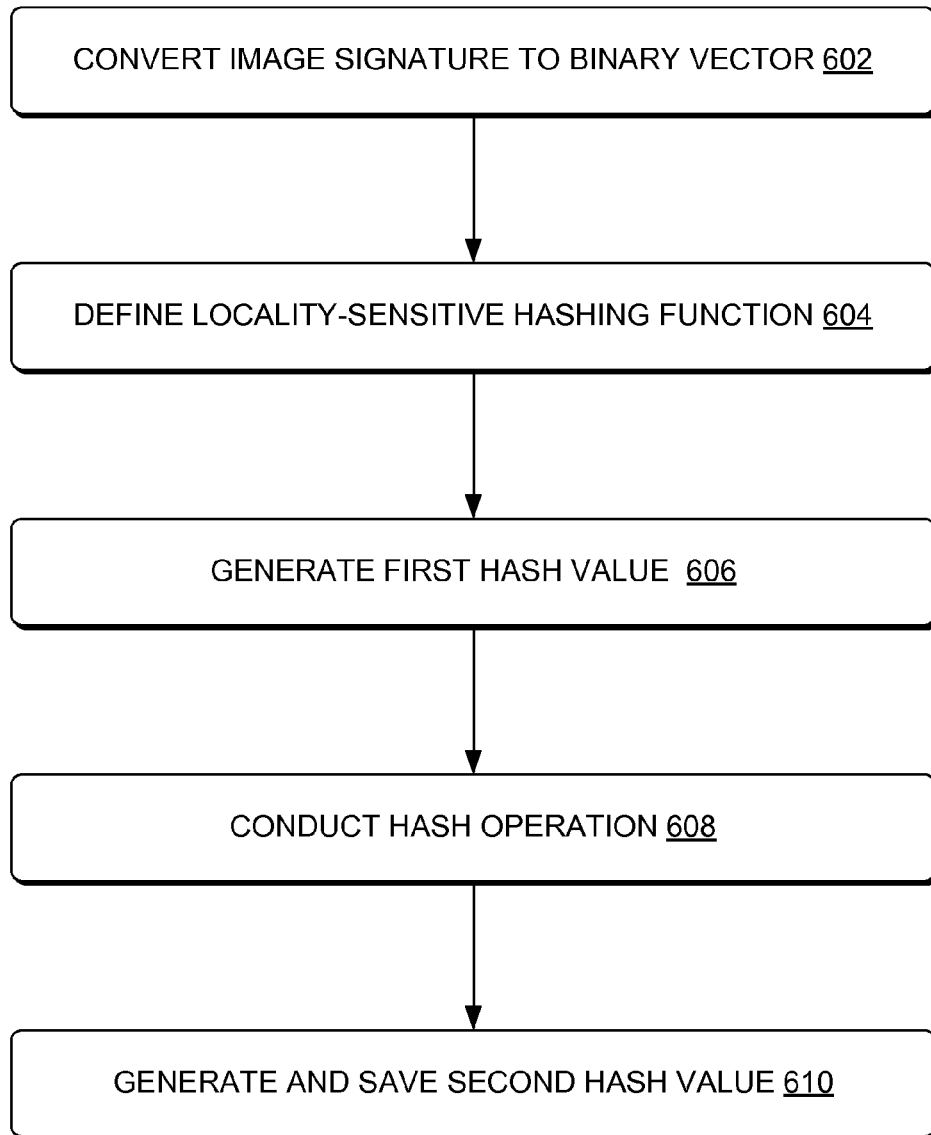 CONVERT IMAGE SIGNATURE TO BINARY VECTOR 602
DEFINE LOCALITY-SENSITIVE HASHING FUNCTION 604
GENERATE FIRST HASH VALUE 606
CONDUCT HASH OPERATION 608
GENERATE AND SAVE SECOND HASH VALUE 610